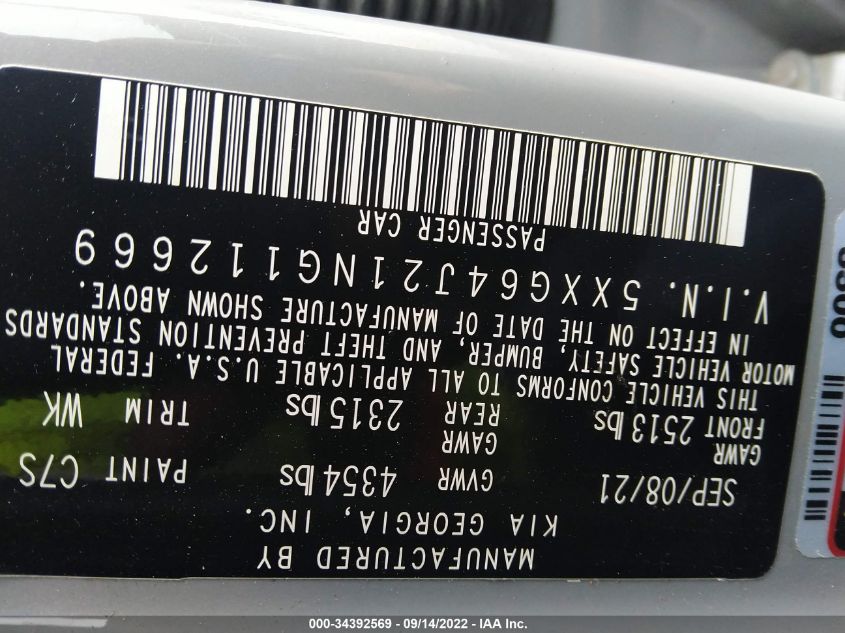 MANUFACTURED BY
KIA GEORGIA, INC.
SEP/08/21 GVWR 4354 lbs PAINT C7S
GAWR FRONT 2513 lbs GAWR REAR 2315 lbs TRIM WK
THIS VEHICLE CONFORMS TO ALL APPLICABLE U.S.A. FEDERAL
MOTOR VEHICLE SAFETY, BUMPER, AND THEFT PREVENTION STANDARDS
IN EFFECT ON THE DATE OF MANUFACTURE SHOWN ABOVE.
V.I.N. 5XXG64J21NG112669
PASSENGER CAR
000-34392569 - 09/14/2022 - IAA Inc.